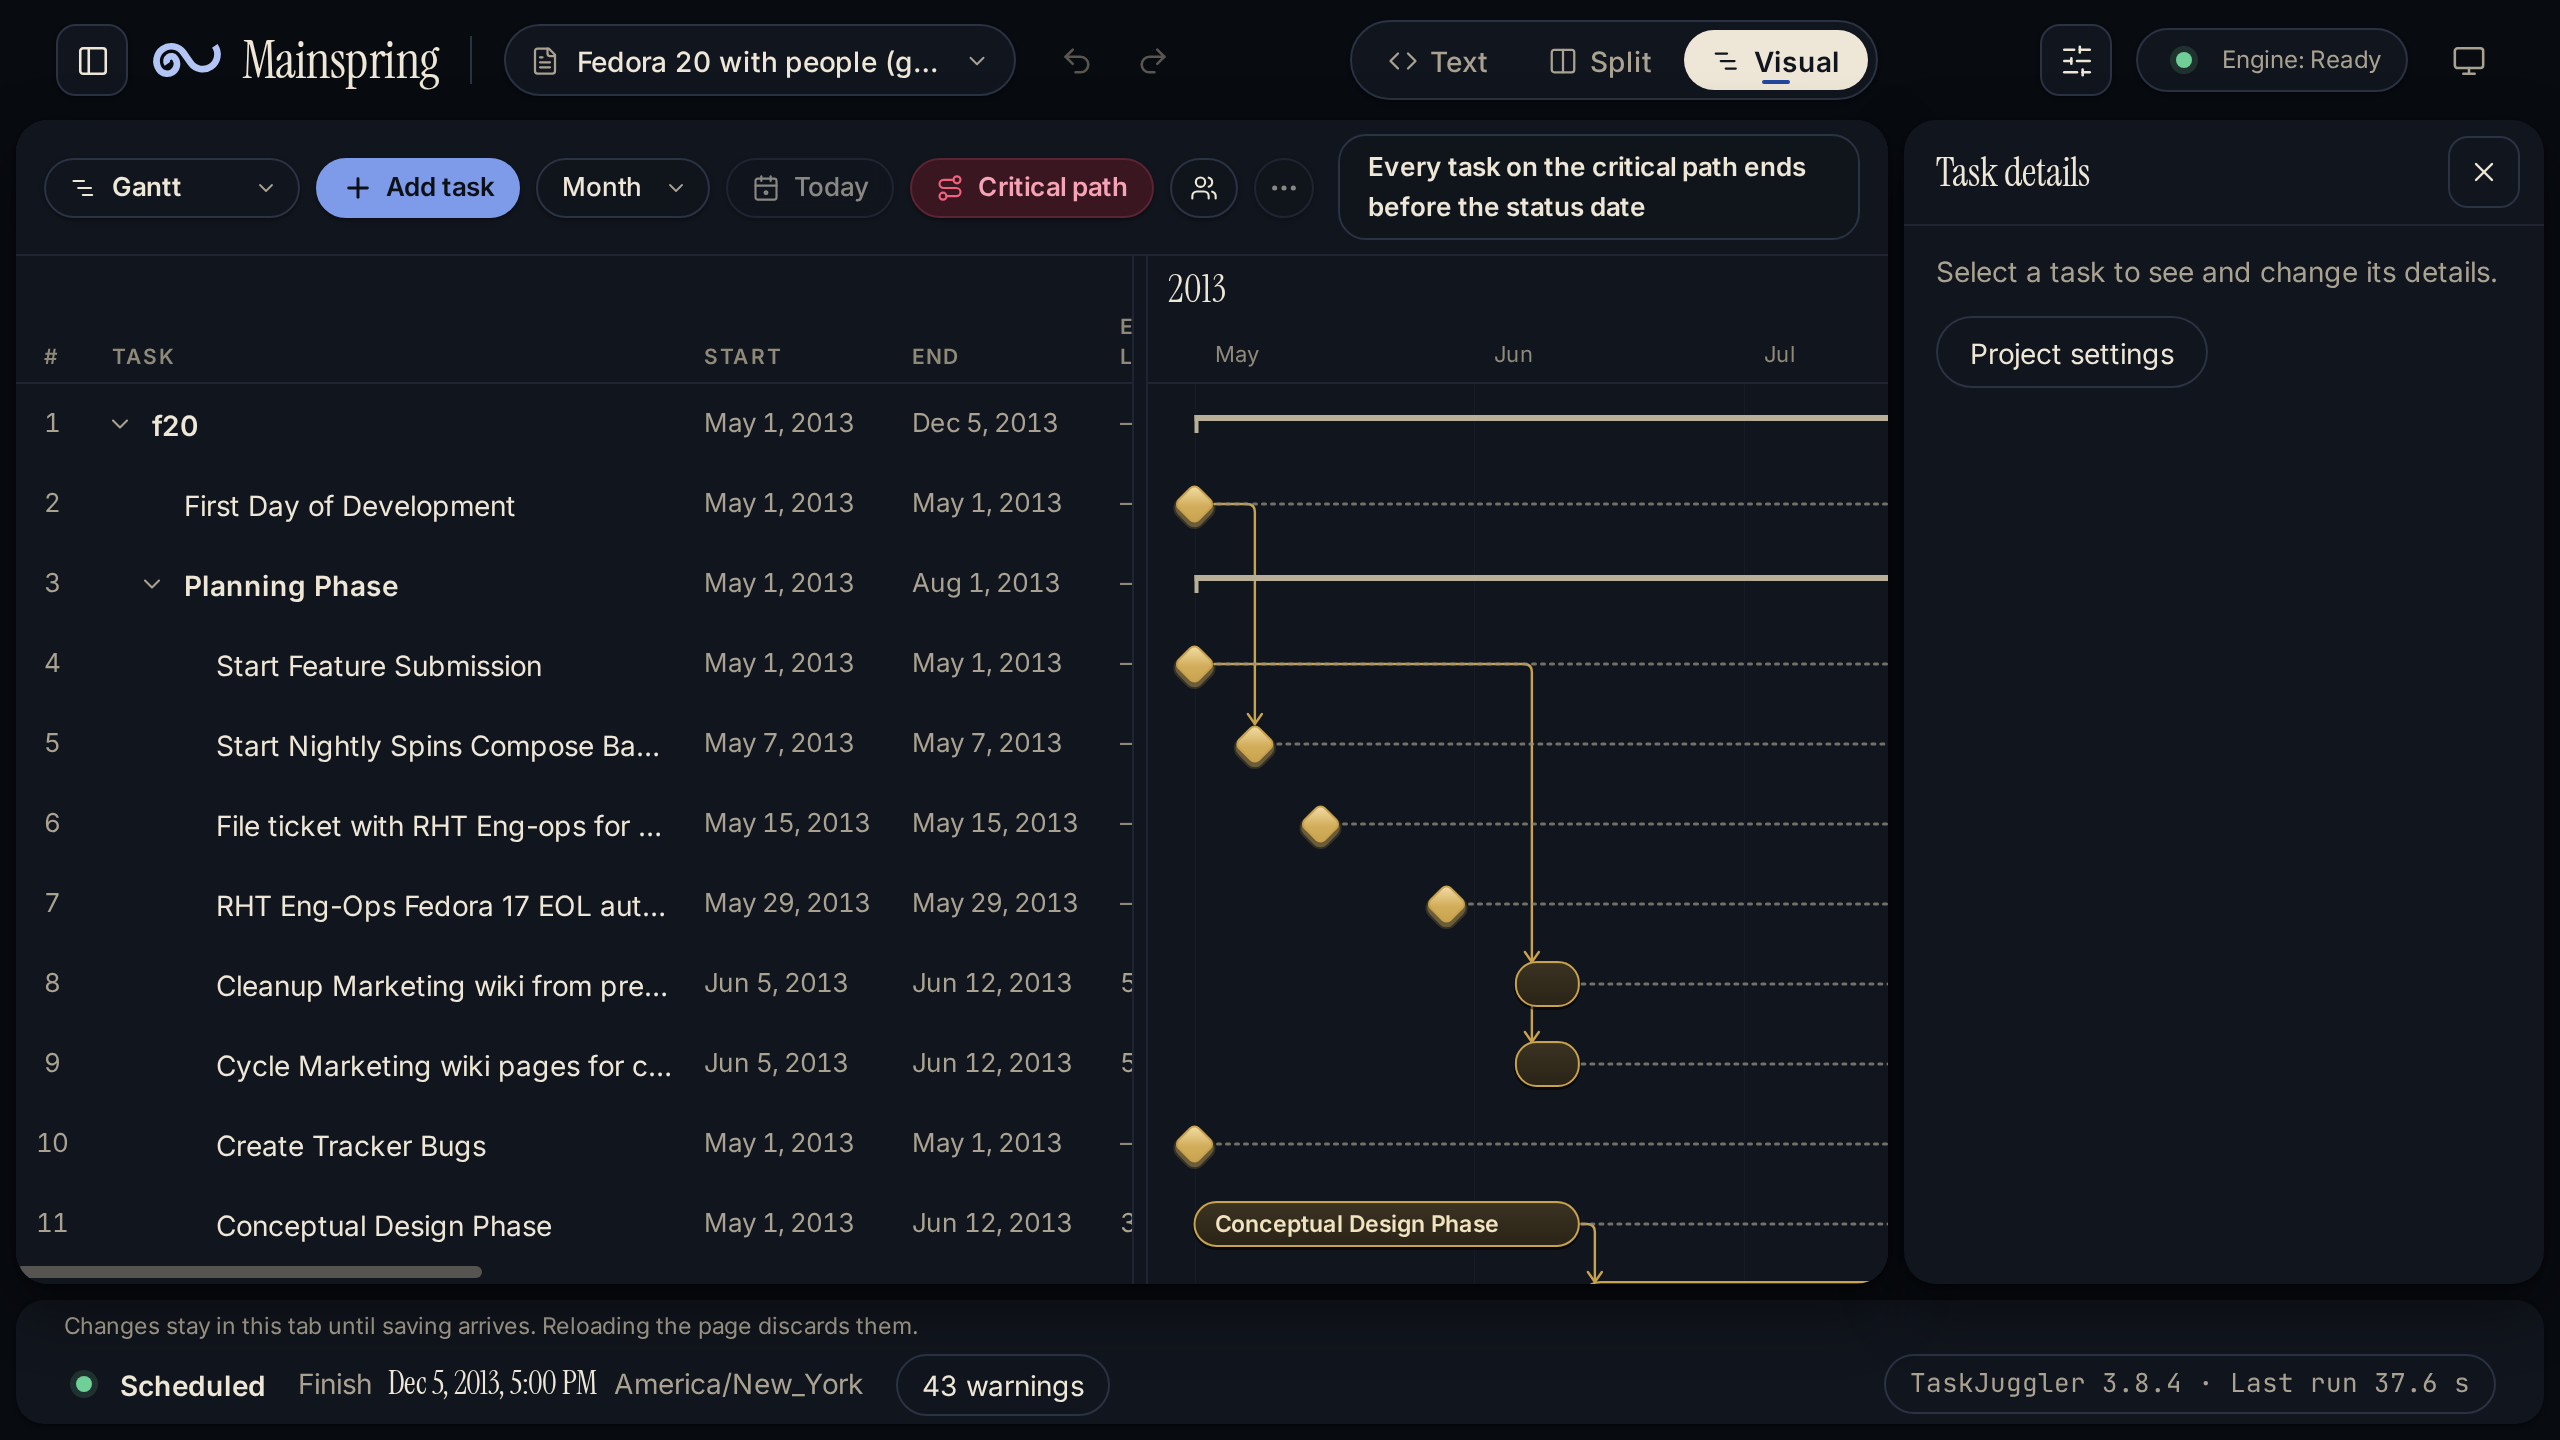 Mainspring
Fedora 20 with people (g...
Text
Split
Visual
Engine: Ready
Gantt
Add task
Month
Today
Critical path
Every task on the critical path ends
before the status date
Task details
Select a task to see and change its details.
Project settings
2013
# TASK START END
May Jun Jul
1 f20 May 1, 2013 Dec 5, 2013 –
2 First Day of Development May 1, 2013 May 1, 2013 –
3 Planning Phase May 1, 2013 Aug 1, 2013 –
4 Start Feature Submission May 1, 2013 May 1, 2013 –
5 Start Nightly Spins Compose Ba... May 7, 2013 May 7, 2013 –
6 File ticket with RHT Eng-ops for ... May 15, 2013 May 15, 2013 –
7 RHT Eng-Ops Fedora 17 EOL aut... May 29, 2013 May 29, 2013 –
8 Cleanup Marketing wiki from pre... Jun 5, 2013 Jun 12, 2013 5
9 Cycle Marketing wiki pages for c... Jun 5, 2013 Jun 12, 2013 5
10 Create Tracker Bugs May 1, 2013 May 1, 2013 –
11 Conceptual Design Phase May 1, 2013 Jun 12, 2013 3
Conceptual Design Phase
Changes stay in this tab until saving arrives. Reloading the page discards them.
Scheduled Finish Dec 5, 2013, 5:00 PM America/New_York 43 warnings
TaskJuggler 3.8.4 · Last run 37.6 s